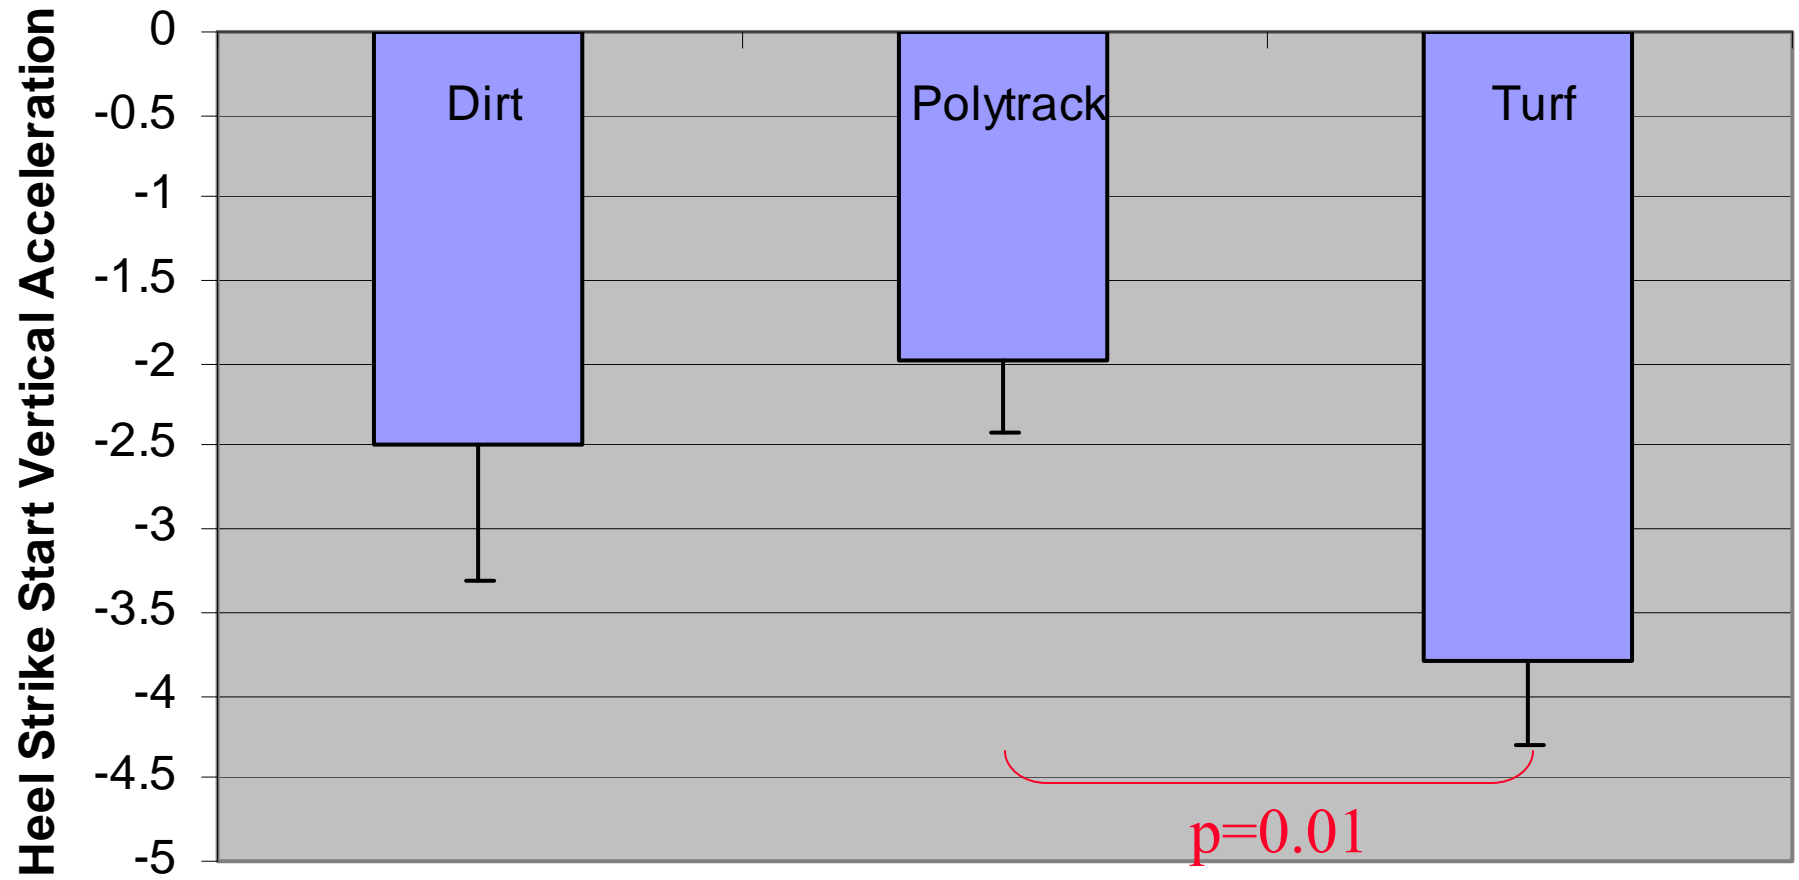 Heel Strike Start Vertical Acceleration
0
-0.5
-1
-1.5
-2
-2.5
-3
-3.5
-4
-4.5
-5
Dirt
Polytrack
Turf
p=0.01